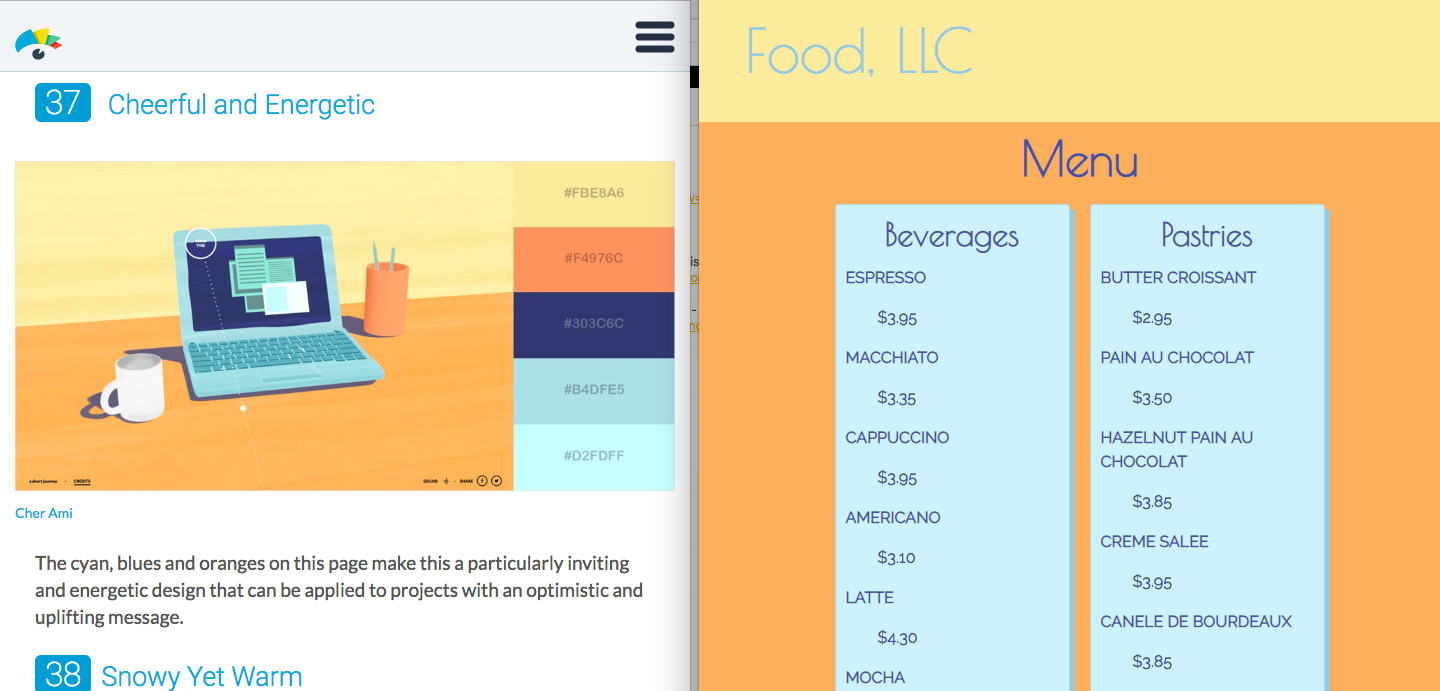 37 Cheerful and Energetic
#FBE8A6
#F4976C
#303C6C
#B4DFE5
#D2FDFF
a short journey
CREDITS
SOUND
SHARE
Cher Ami
The cyan, blues and oranges on this page make this a particularly inviting
and energetic design that can be applied to projects with an optimistic and
uplifting message.
38 Snowy Yet Warm
Food, LLC
Menu
Beverages
ESPRESSO
$3.95
MACCHIATO
$3.35
CAPPUCCINO
$3.95
AMERICANO
$3.10
LATTE
$4.30
MOCHA
Pastries
BUTTER CROISSANT
$2.95
PAIN AU CHOCOLAT
$3.50
HAZELNUT PAIN AU
CHOCOLAT
$3.85
CREME SALEE
$3.95
CANELE DE BOURDEAUX
$3.85